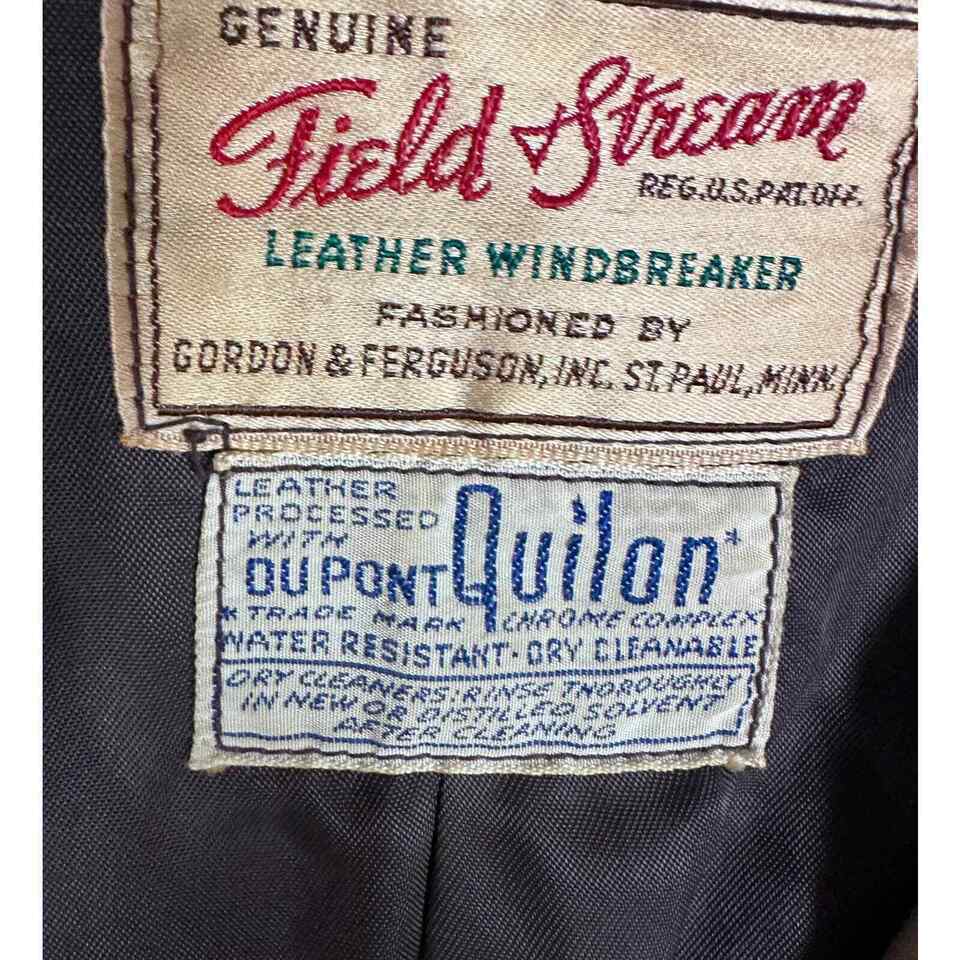 GENUINE
Field & Stream
REG.U.S.PAT.OFF.
LEATHER WINDBREAKER
FASHIONED BY
GORDON & FERGUSON, INC. ST. PAUL, MINN.
LEATHER
PROCESSED
WITH
DU PONT Quilon*
* TRADE MARK CHROME COMPLEX
WATER RESISTANT · DRY CLEANABLE
DRY CLEANERS: RINSE THOROUGHLY
IN NEW OR DISTILLED SOLVENT
AFTER CLEANING